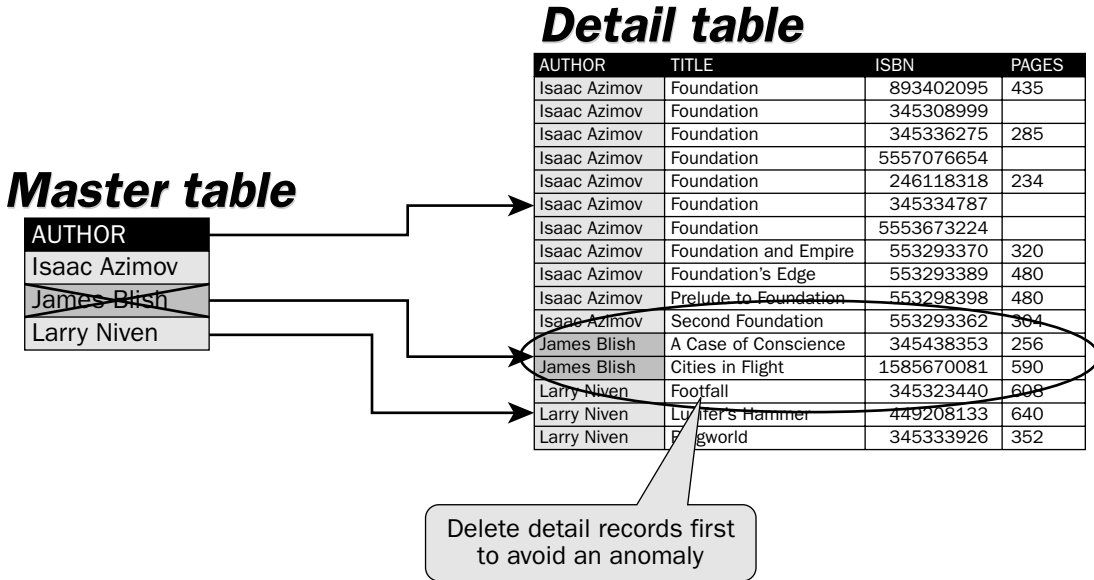 Detail table
AUTHOR TITLE ISBN PAGES
Isaac Azimov Foundation 893402095 435
Isaac Azimov Foundation 345308999
Isaac Azimov Foundation 345336275 285
Isaac Azimov Foundation 5557076654
Isaac Azimov Foundation 246118318 234
Isaac Azimov Foundation 345334787
Isaac Azimov Foundation 5553673224
Isaac Azimov Foundation and Empire 553293370 320
Isaac Azimov Foundation's Edge 553293389 480
Isaac Azimov Prelude to Foundation 553298398 480
Isaac Azimov Second Foundation 553293362 304
James Blish A Case of Conscience 345438353 256
James Blish Cities in Flight 1585670081 590
Larry Niven Footfall 345323440 608
Larry Niven Lucifer's Hammer 449208133 640
Larry Niven Ringworld 345333926 352
Master table
AUTHOR
Isaac Azimov
James Blish
Larry Niven
Delete detail records first
to avoid an anomaly